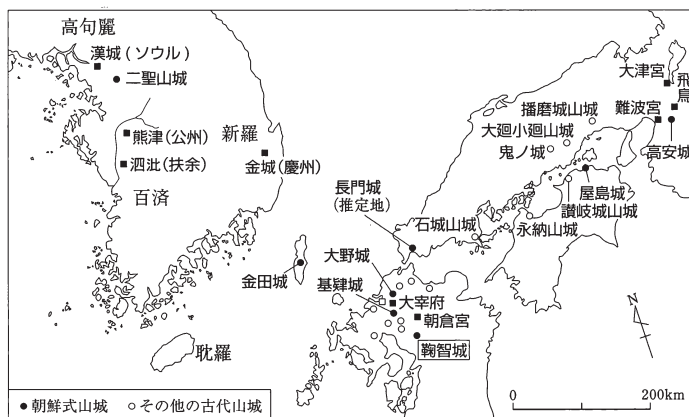 高句麗
漢城(ソウル)
二聖山城
熊津(公州)
新羅
泗沘(扶余)
金城(慶州)
百済
耽羅
金田城
長門城
(推定地)
大野城
基肄城
大宰府
朝倉宮
鞠智城
石城山城
永納山城
讃岐城山城
屋島城
鬼ノ城
大廻小廻山城
播磨城山城
大津宮
飛鳥
難波宮
高安城
N
●朝鮮式山城 ○その他の古代山城
0 200km